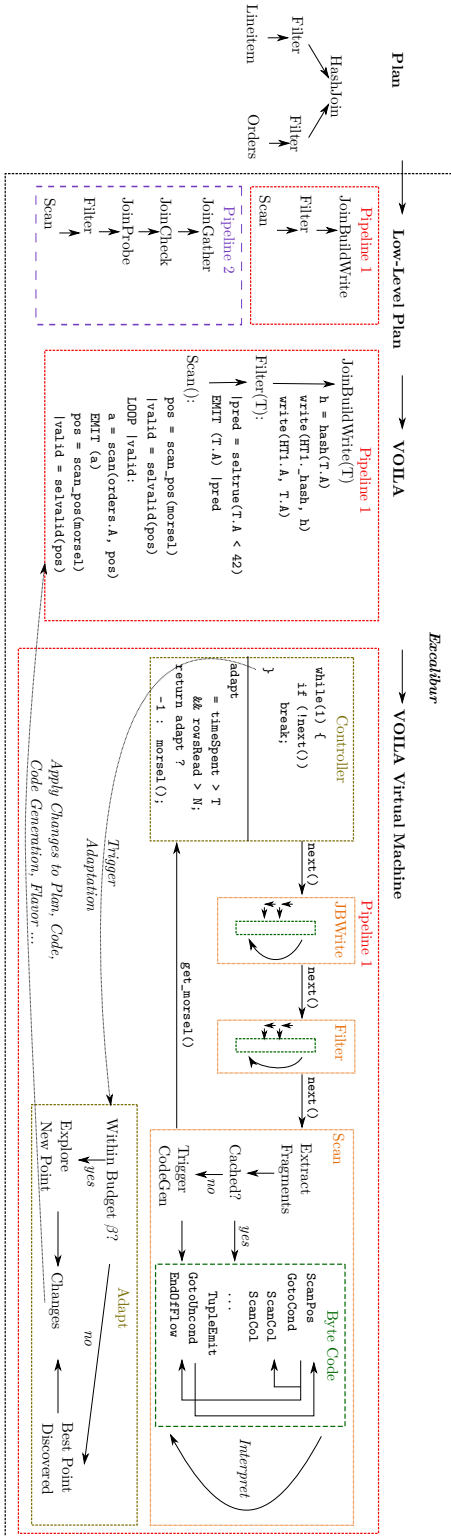 Excalibur
Plan
Low-Level Plan
VOILA
VOILA Virtual Machine
HashJoin
Filter
Filter
Lineitem
Orders
Pipeline 1
JoinBuildWrite
Filter
Scan
Pipeline 2
JoinGather
JoinCheck
JoinProbe
Filter
Scan
Pipeline 1
JoinBuildWrite(T)
h = hash(T.A)
write(HT1._hash, h)
write(HT1.A, T.A)
Filter(T):
|pred = seltrue(T.A < 42)
EMIT (T.A) |pred
Scan():
pos = scan_pos(morsel)
|valid = selvalid(pos)
LOOP |valid:
a = scan(orders.A, pos)
EMIT (a)
pos = scan_pos(morsel)
|valid = selvalid(pos)
Pipeline 1
Controller
while(1) {
if (!next())
break;
}
adapt
= timeSpent > T
&& rowsRead > N;
return adapt ?
-1 : morsel();
next()
JBWrite
next()
Filter
next()
get_morsel()
Scan
Extract
Fragments
Cached?
yes
no
Trigger
CodeGen
Byte Code
ScanPos
GotoCond
ScanCol
ScanCol
...
TupleEmit
GotoUncond
EndOfFlow
Interpret
Trigger
Adaptation
Adapt
Within Budget β?
yes
no
Explore
New Point
Changes
Best Point
Discovered
Apply Changes to Plan, Code,
Code Generation, Flavor ...